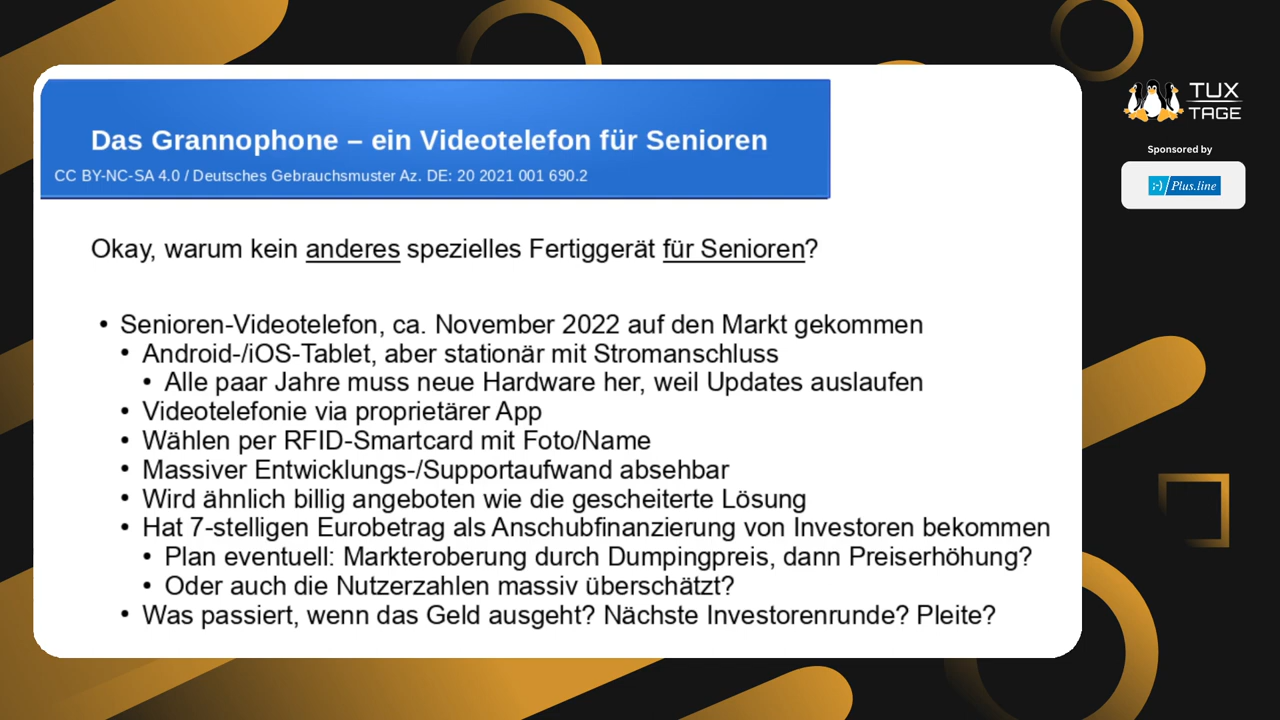 Das Grannophone – ein Videotelefon für Senioren
CC BY-NC-SA 4.0 / Deutsches Gebrauchsmuster Az. DE: 20 2021 001 690.2
TUX
TAGE
Sponsored by
;-) Plus.line
Okay, warum kein anderes spezielles Fertiggerät für Senioren?
• Senioren-Videotelefon, ca. November 2022 auf den Markt gekommen
• Android-/iOS-Tablet, aber stationär mit Stromanschluss
• Alle paar Jahre muss neue Hardware her, weil Updates auslaufen
• Videotelefonie via proprietärer App
• Wählen per RFID-Smartcard mit Foto/Name
• Massiver Entwicklungs-/Supportaufwand absehbar
• Wird ähnlich billig angeboten wie die gescheiterte Lösung
• Hat 7-stelligen Eurobetrag als Anschubfinanzierung von Investoren bekommen
• Plan eventuell: Markteroberung durch Dumpingpreis, dann Preiserhöhung?
• Oder auch die Nutzerzahlen massiv überschätzt?
• Was passiert, wenn das Geld ausgeht? Nächste Investorenrunde? Pleite?